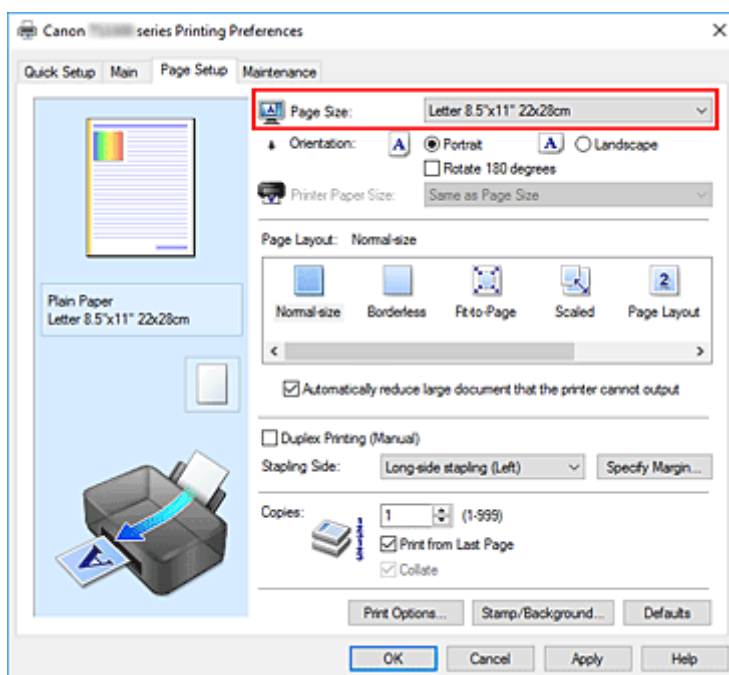 Canon series Printing Preferences
Quick Setup Main Page Setup Maintenance
Page Size: Letter 8.5"x11" 22x28cm
Orientation: A Portrait A Landscape
Rotate 180 degrees
Printer Paper Size: Same as Page Size
Page Layout: Normal-size
2
Normal-size Borderless Fit-to-Page Scaled Page Layout
Automatically reduce large document that the printer cannot output
Plain Paper
Letter 8.5"x11" 22x28cm
Duplex Printing (Manual)
Stapling Side: Long-side stapling (Left) Specify Margin...
Copies: 1 (1-999)
Print from Last Page
Collate
A
Print Options... Stamp/Background... Defaults
OK Cancel Apply Help